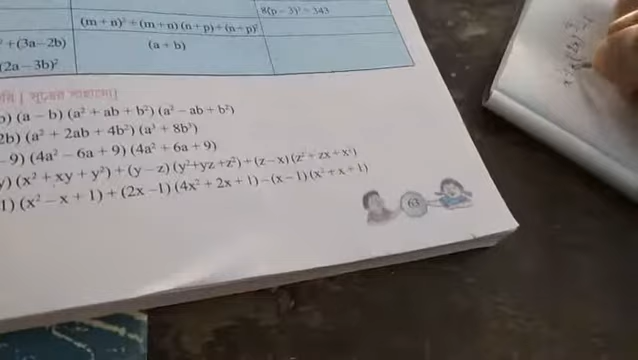 8(p − 3)³ − 343
(m + n)² + (m + n) (n + p) + (n + p)²
² + (3a − 2b)
(a + b)
(2a − 3b)²
সূত্রের সাহায্যে।
b) (a − b) (a² + ab + b²) (a² − ab + b²)
2b) (a² + 2ab + 4b²) (a³ + 8b³)
− 9) (4a² − 6a + 9) (4a² + 6a + 9)
y) (x² + xy + y²) + (y − z) (y² + yz + z²) + (z − x) (z² + zx + x²)
1) (x² − x + 1) + (2x − 1) (4x² + 2x + 1) − (x − 1) (x² + x + 1)
63